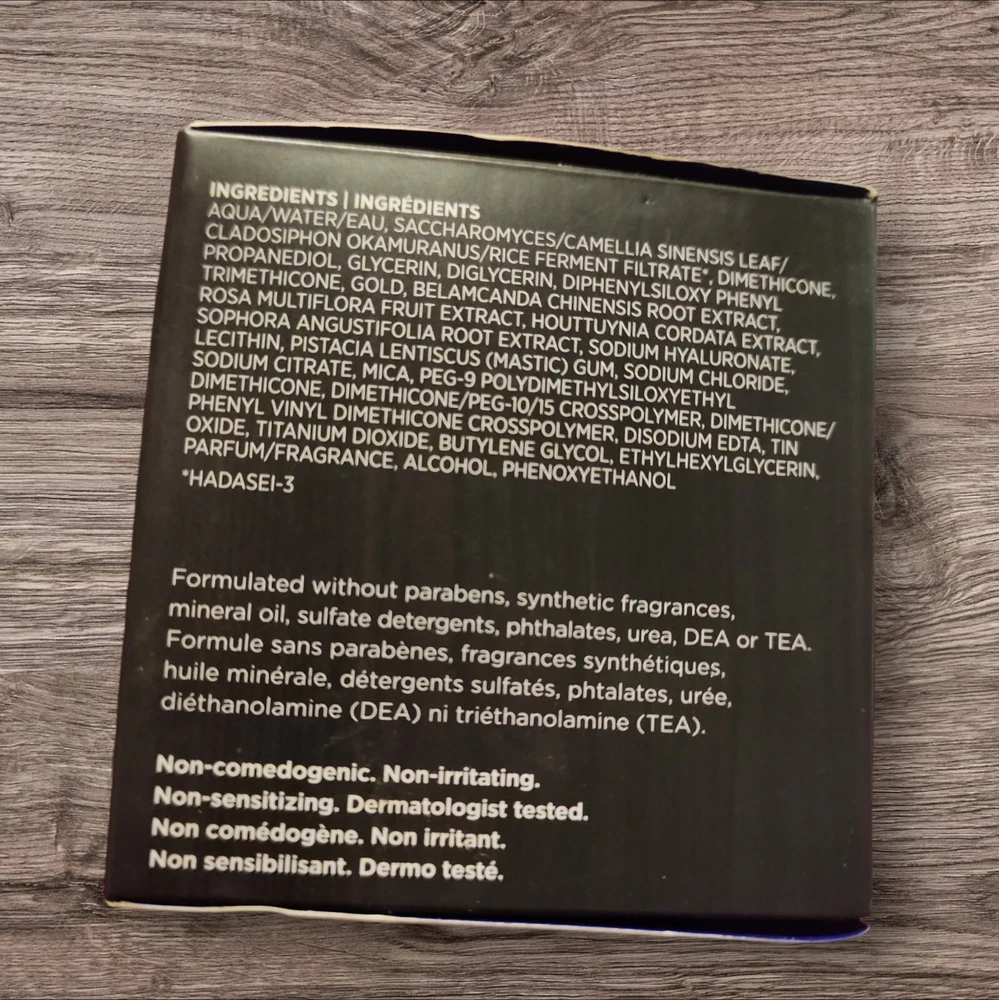 INGREDIENTS | INGRÉDIENTS
AQUA/WATER/EAU, SACCHAROMYCES/CAMELLIA SINENSIS LEAF/
CLADOSIPHON OKAMURANUS/RICE FERMENT FILTRATE*, DIMETHICONE,
PROPANEDIOL, GLYCERIN, DIGLYCERIN, DIPHENYLSILOXY PHENYL
TRIMETHICONE, GOLD, BELAMCANDA CHINENSIS ROOT EXTRACT,
ROSA MULTIFLORA FRUIT EXTRACT, HOUTTUYNIA CORDATA EXTRACT,
SOPHORA ANGUSTIFOLIA ROOT EXTRACT, SODIUM HYALURONATE,
LECITHIN, PISTACIA LENTISCUS (MASTIC) GUM, SODIUM CHLORIDE,
SODIUM CITRATE, MICA, PEG-9 POLYDIMETHYLSILOXYETHYL
DIMETHICONE, DIMETHICONE/PEG-10/15 CROSSPOLYMER, DIMETHICONE/
PHENYL VINYL DIMETHICONE CROSSPOLYMER, DISODIUM EDTA, TIN
OXIDE, TITANIUM DIOXIDE, BUTYLENE GLYCOL, ETHYLHEXYLGLYCERIN,
PARFUM/FRAGRANCE, ALCOHOL, PHENOXYETHANOL
*HADASEI-3
Formulated without parabens, synthetic fragrances,
mineral oil, sulfate detergents, phthalates, urea, DEA or TEA.
Formule sans parabènes, fragrances synthétiques,
huile minérale, détergents sulfatés, phtalates, urée,
diéthanolamine (DEA) ni triéthanolamine (TEA).
Non-comedogenic. Non-irritating.
Non-sensitizing. Dermatologist tested.
Non comédogène. Non irritant.
Non sensibilisant. Dermo testé.